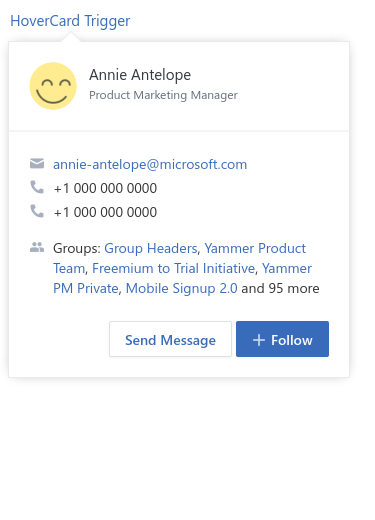 HoverCard Trigger
Annie Antelope
Product Marketing Manager
annie-antelope@microsoft.com
+1 000 000 0000
+1 000 000 0000
Groups: Group Headers, Yammer Product
Team, Freemium to Trial Initiative, Yammer
PM Private, Mobile Signup 2.0 and 95 more
Send Message
Follow